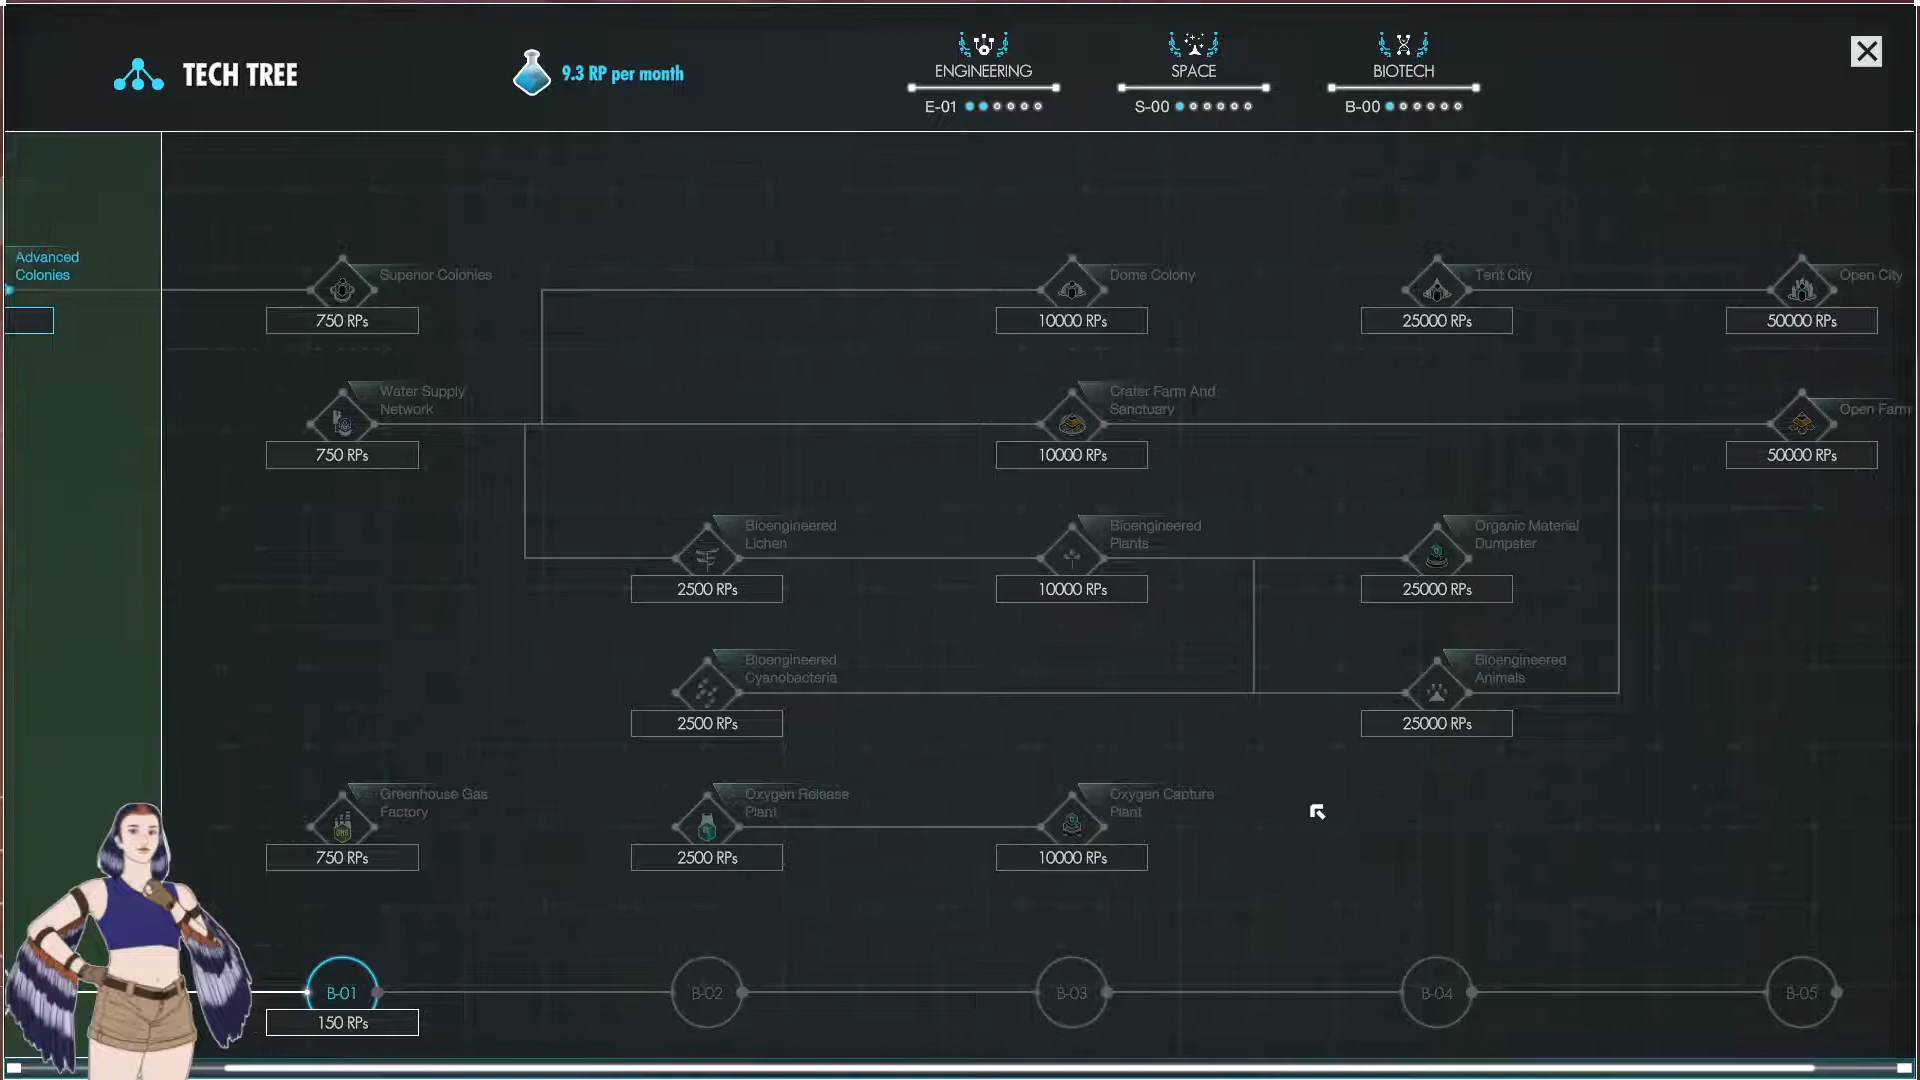 TECH TREE
9.3 RP per month
ENGINEERING
E-01
SPACE
S-00
BIOTECH
B-00
Advanced
Colonies
Superior Colonies
750 RPs
Dome Colony
10000 RPs
Tent City
25000 RPs
Open City
50000 RPs
Water Supply
Network
750 RPs
Crater Farm And
Sanctuary
10000 RPs
Open Farm
50000 RPs
Bioengineered
Lichen
2500 RPs
Bioengineered
Plants
10000 RPs
Organic Material
Dumpster
25000 RPs
Bioengineered
Cyanobacteria
2500 RPs
Bioengineered
Animals
25000 RPs
Greenhouse Gas
Factory
750 RPs
Oxygen Release
Plant
2500 RPs
Oxygen Capture
Plant
10000 RPs
B-01
150 RPs
B-02
B-03
B-04
B-05